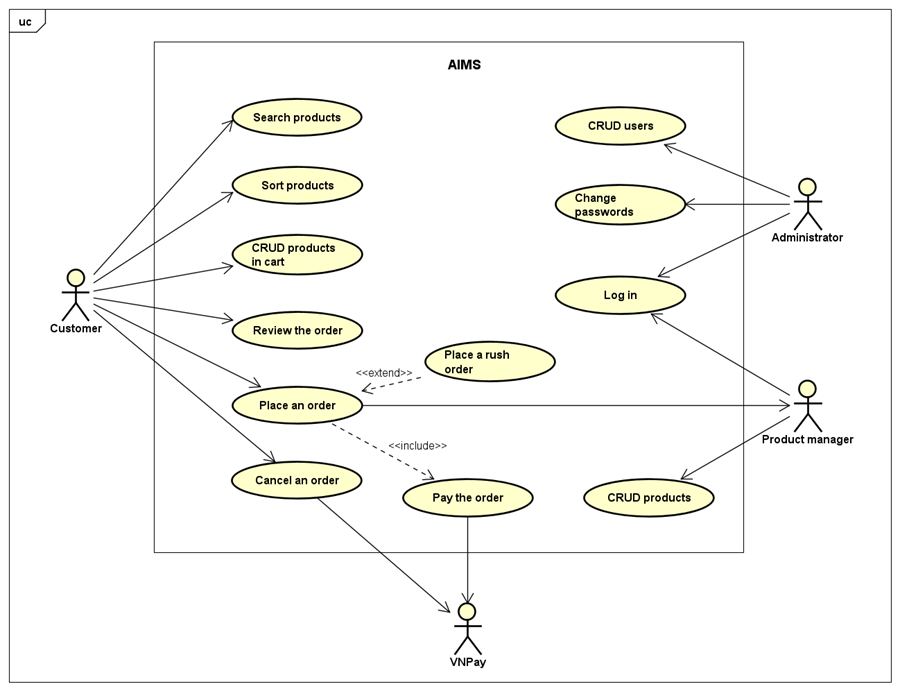 uc
AIMS
Search products
CRUD users
Sort products
Change
passwords
Administrator
CRUD products
in cart
Log in
Customer
Review the order
Place a rush
order
<<extend>>
Place an order
Product manager
<<include>>
Cancel an order
Pay the order
CRUD products
VNPay